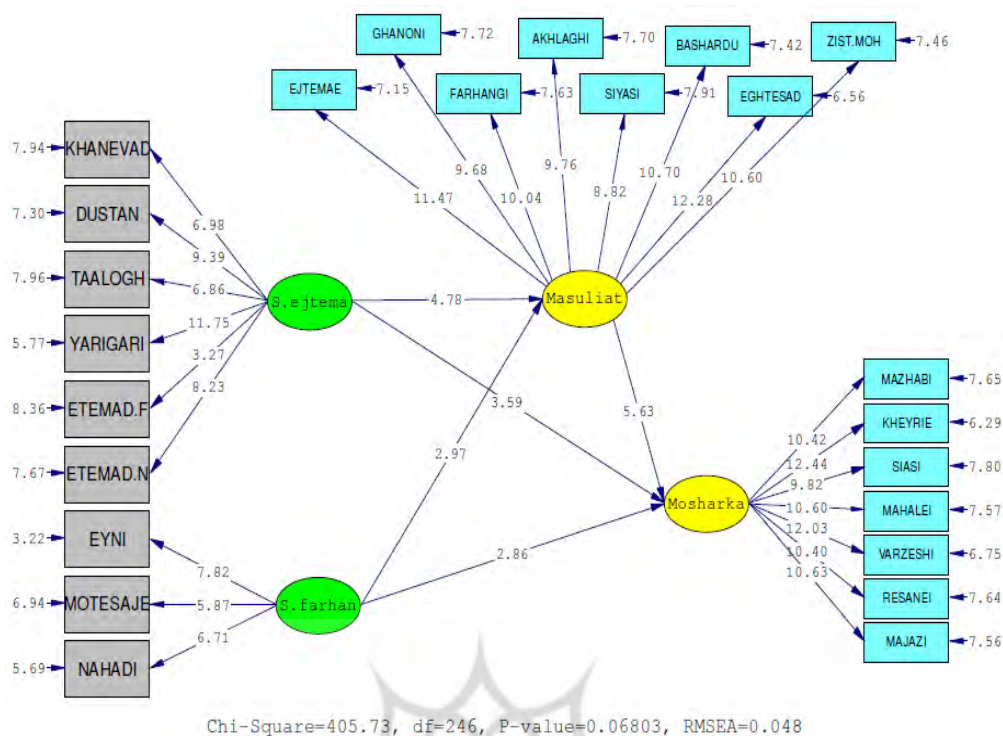 GHANONI 7.72
AKHLAGHI 7.70
BASHARDU 7.42
ZIST.MOH 7.46
EJTEMAE 7.15
FARHANGI 7.63
SIYASI 7.91
EGHTESAD 6.56
11.47
9.68
10.04
9.76
8.82
10.70
12.28
10.60
7.94 KHANEVAD
7.30 DUSTAN
7.96 TAALOGH
5.77 YARIGARI
8.36 ETEMAD.F
7.67 ETEMAD.N
3.22 EYNI
6.94 MOTESAJE
5.69 NAHADI
6.98
9.39
6.86
11.75
3.27
8.23
7.82
5.87
6.71
S.ejtema
S.farhan
4.78
3.59
2.97
2.86
5.63
Masuliat
Mosharka
10.42
12.44
9.82
10.60
12.03
10.40
10.63
MAZHABI 7.65
KHEYRIE 6.29
SIASI 7.80
MAHALEI 7.57
VARZESHI 6.75
RESANEI 7.64
MAJAZI 7.56
Chi-Square=405.73, df=246, P-value=0.06803, RMSEA=0.048